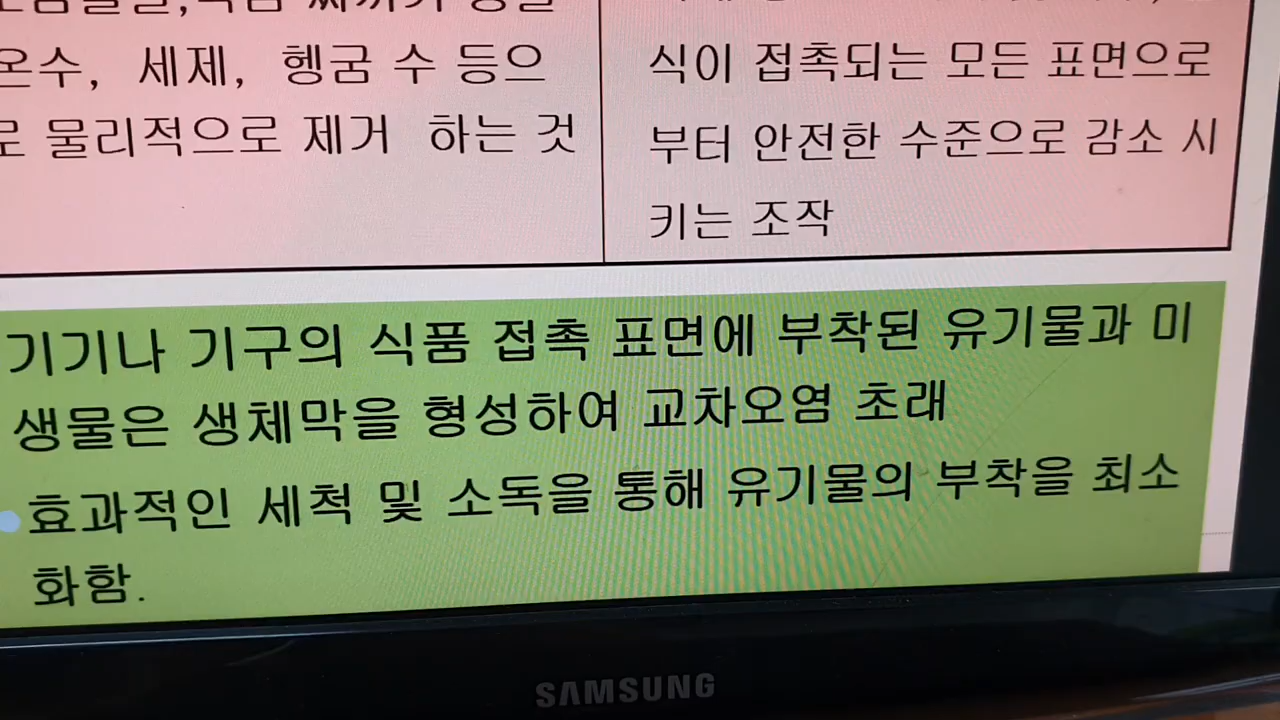 온수, 세제, 헹굼 수 등으
로 물리적으로 제거 하는 것
식이 접촉되는 모든 표면으로
부터 안전한 수준으로 감소 시
키는 조작
기기나 기구의 식품 접촉 표면에 부착된 유기물과 미
생물은 생체막을 형성하여 교차오염 초래
효과적인 세척 및 소독을 통해 유기물의 부착을 최소
화함.
SAMSUNG